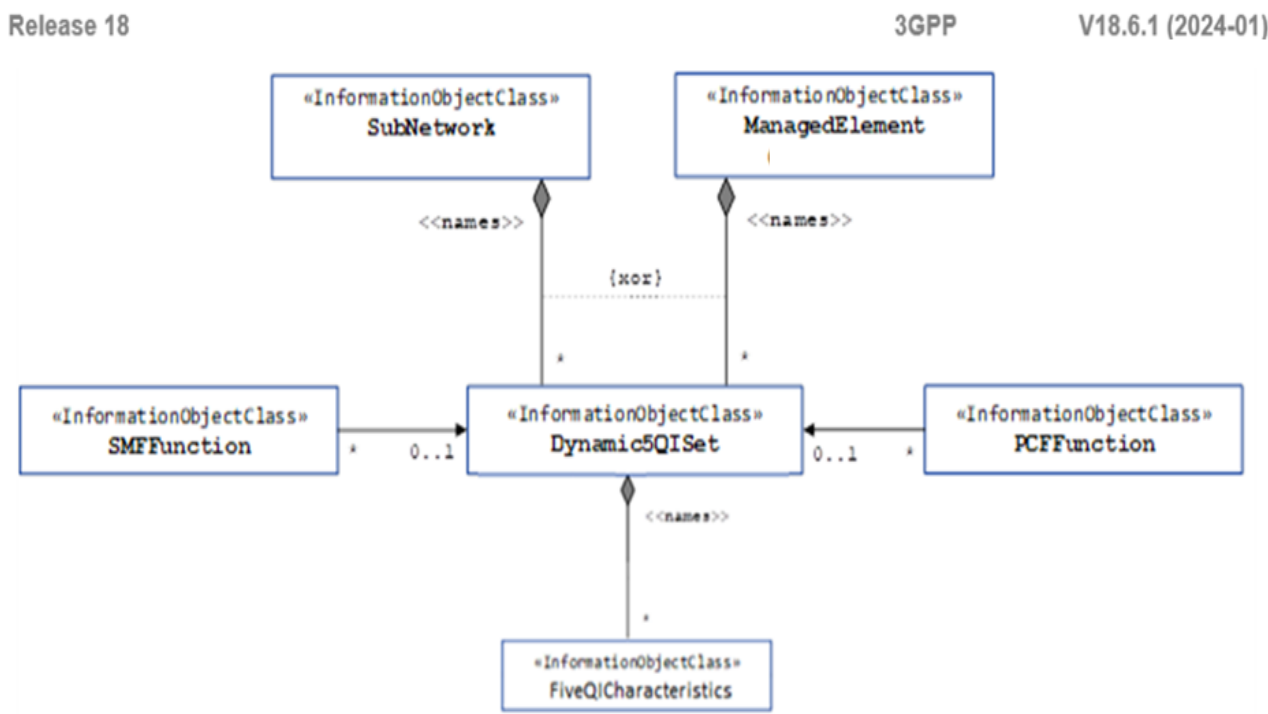 Release 18 3GPP V18.6.1 (2024-01)
«InformationObjectClass»
SubNetwork
«InformationObjectClass»
ManagedElement
<<names>>
<<names>>
{xor}
*
*
«InformationObjectClass»
SMFFunction
* 0..1
«InformationObjectClass»
Dynamic5QISet
0..1 *
«InformationObjectClass»
PCFFunction
<<names>>
*
«InformationObjectClass»
FiveQICharacteristics